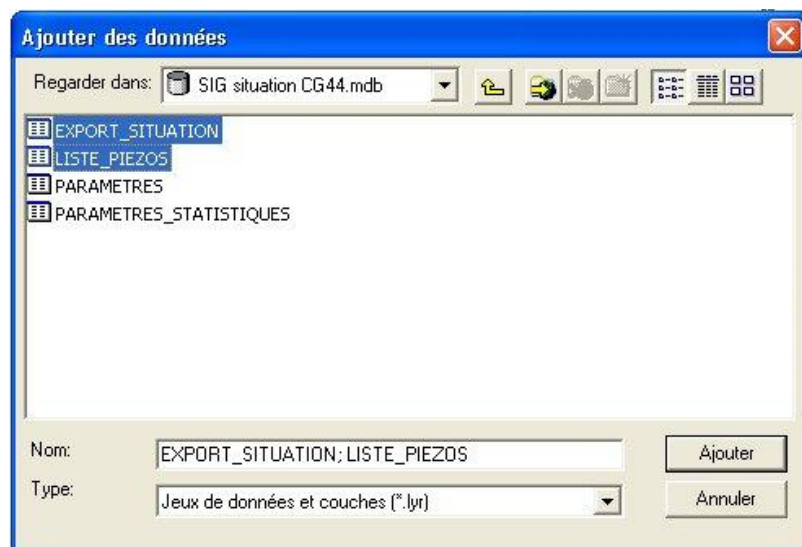 Ajouter des données
Regarder dans: SIG situation CG44.mdb
EXPORT_SITUATION
LISTE_PIEZOS
PARAMETRES
PARAMETRES_STATISTIQUES
Nom: EXPORT_SITUATION; LISTE_PIEZOS Ajouter
Type: Jeux de données et couches (*.lyr) Annuler